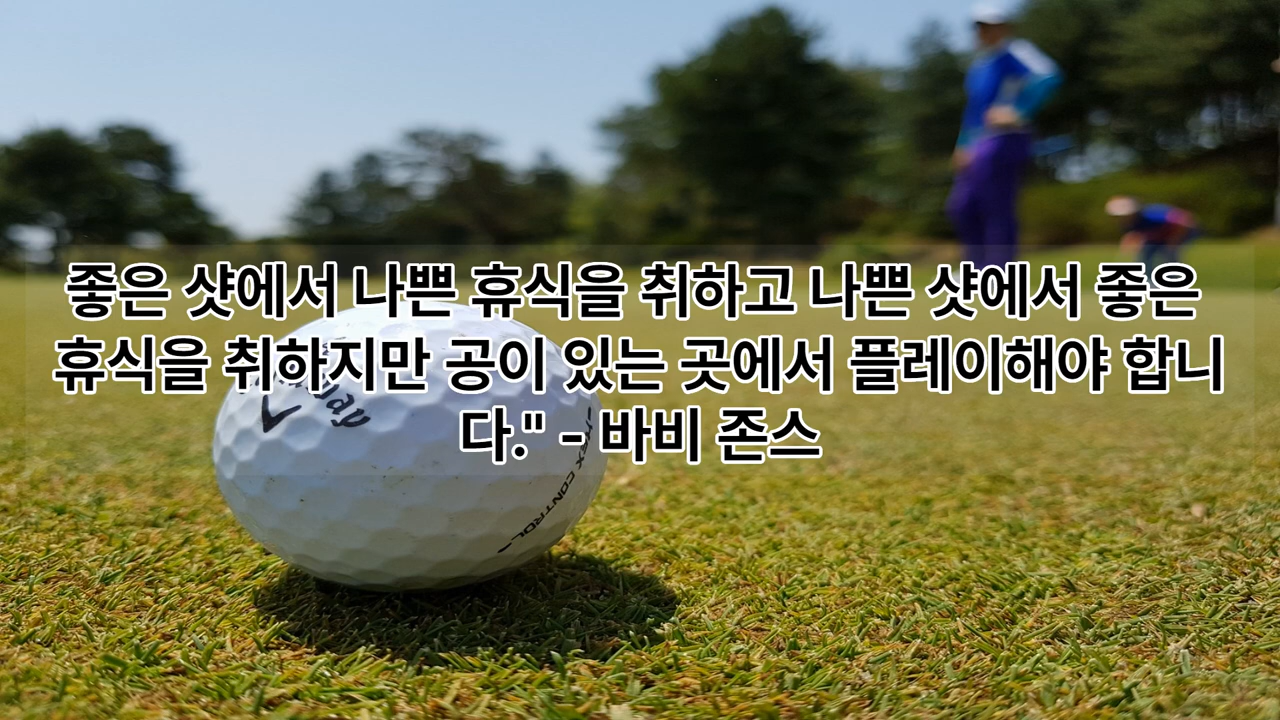 좋은 샷에서 나쁜 휴식을 취하고 나쁜 샷에서 좋은
휴식을 취하지만 공이 있는 곳에서 플레이해야 합니
다." - 바비 존스
CONTROL